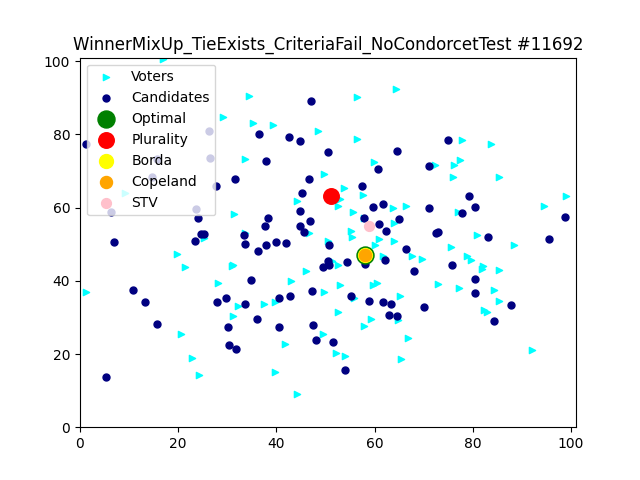 WinnerMixUp_TieExists_CriteriaFail_NoCondorcetTest #11692
100
80
60
40
20
0
Voters
Candidates
Optimal
Plurality
Borda
Copeland
STV
0 20 40 60 80 100